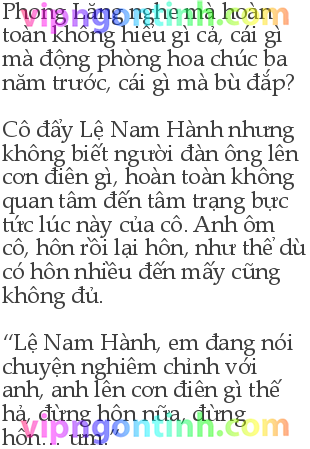 Phong Lăng nghe mà hoàn
toàn không hiểu gì cả, cái gì
mà động phòng hoa chúc ba
năm trước, cái gì mà bù đắp?
Cô đẩy Lệ Nam Hành nhưng
không biết người đàn ông lên
cơn điên gì, hoàn toàn không
quan tâm đến tâm trạng bực
tức lúc này của cô. Anh ôm
cô, hôn rồi lại hôn, như thể dù
có hôn nhiều đến mấy cũng
không đủ.
“Lệ Nam Hành, em đang nói
chuyện nghiêm chỉnh với
anh, anh lên cơn điên gì thế
hả, đừng hôn nữa, đừng
hôn… ưm.”
vipngontinh.com
vipngontinh.com